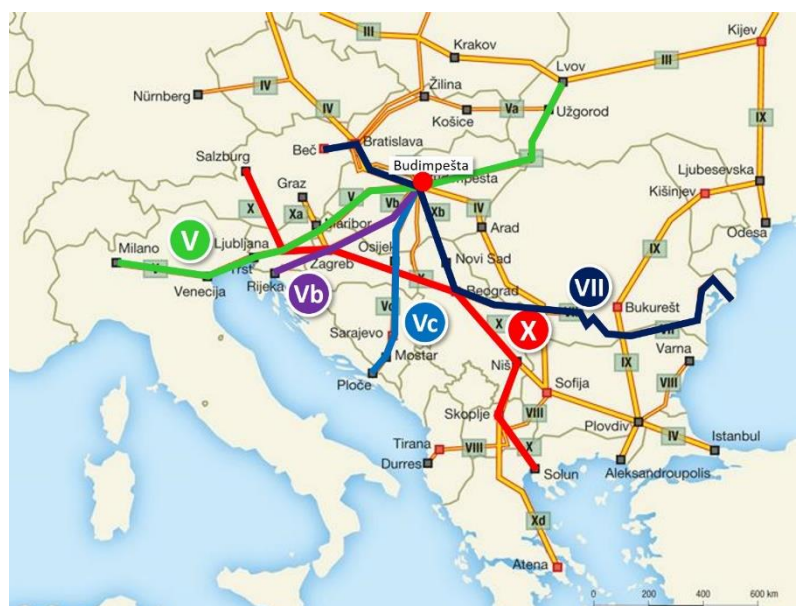 III
Krakov
Lvov
III
Kijev
IV
Nürnberg
Žilina
Va
Košice
Užgorod
IX
Beč
Bratislava
Salzburg
Budimpešta
Ljubesevska
Graz
V
Vb
Xb
IV
Kišinjev
X
Xa
Maribor
Arad
Odesa
V
Ljubljana
Osijek
Novi Sad
IX
Milano
V
Trst
Zagreb
Venecija
Rijeka
Vb
X
Beograd
VII
Vc
Vc
Bukurešt
Sarajevo
X
X
VII
Mostar
Varna
Ploče
Niš
IX
Sofija
VIII
Skoplje
VIII
Plovdiv
Tirana
VIII
X
IV
Istanbul
Durres
Solun
Aleksandroupolis
Xd
Atena
0
200
400
600 km